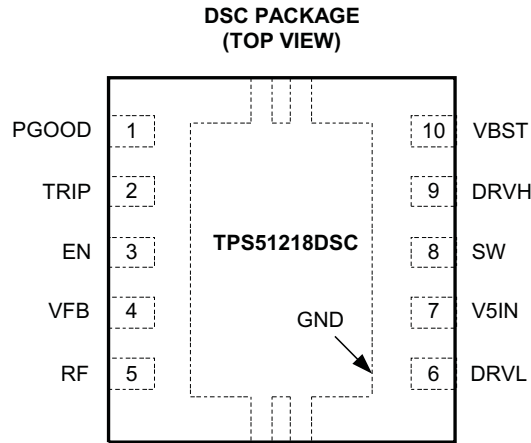 DSC PACKAGE
(TOP VIEW)
PGOOD 1 10 VBST
TRIP 2 9 DRVH
EN 3 TPS51218DSC 8 SW
VFB 4 7 V5IN
GND
RF 5 6 DRVL